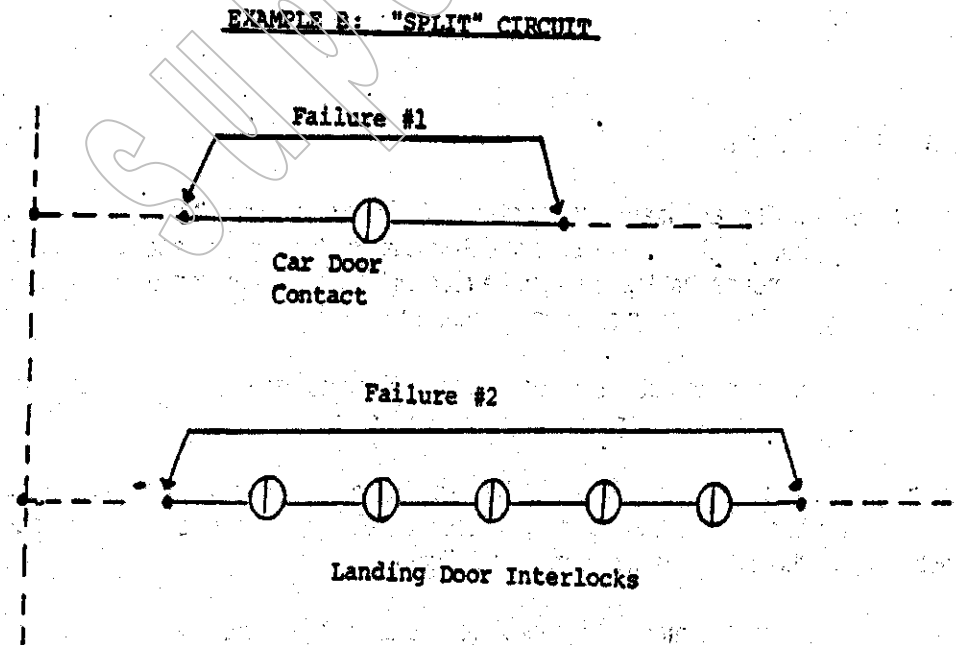 EXAMPLE B: "SPLIT" CIRCUIT
Failure #1
Car Door
Contact
Failure #2
Landing Door Interlocks